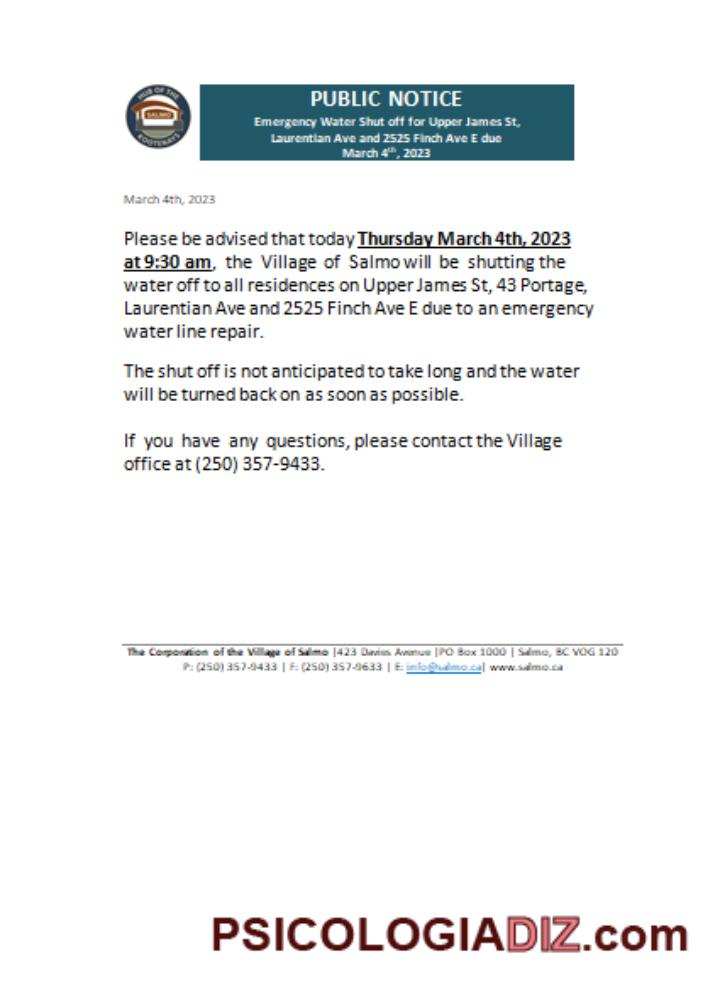 HUB OF THE
SALMO
KOOTENAYS
PUBLIC NOTICE
Emergency Water Shut off for Upper James St,
Laurentian Ave and 2525 Finch Ave E due
March 4th, 2023
March 4th, 2023
Please be advised that today Thursday March 4th, 2023
at 9:30 am, the Village of Salmo will be shutting the
water off to all residences on Upper James St, 43 Portage,
Laurentian Ave and 2525 Finch Ave E due to an emergency
water line repair.
The shut off is not anticipated to take long and the water
will be turned back on as soon as possible.
If you have any questions, please contact the Village
office at (250) 357-9433.
The Corporation of the Village of Salmo |423 Davies Avenue |PO Box 1000 | Salmo, BC V0G 1Z0
P: (250) 357-9433 | F: (250) 357-9633 | E: info@salmo.ca| www.salmo.ca
PSICOLOGIADIZ.com